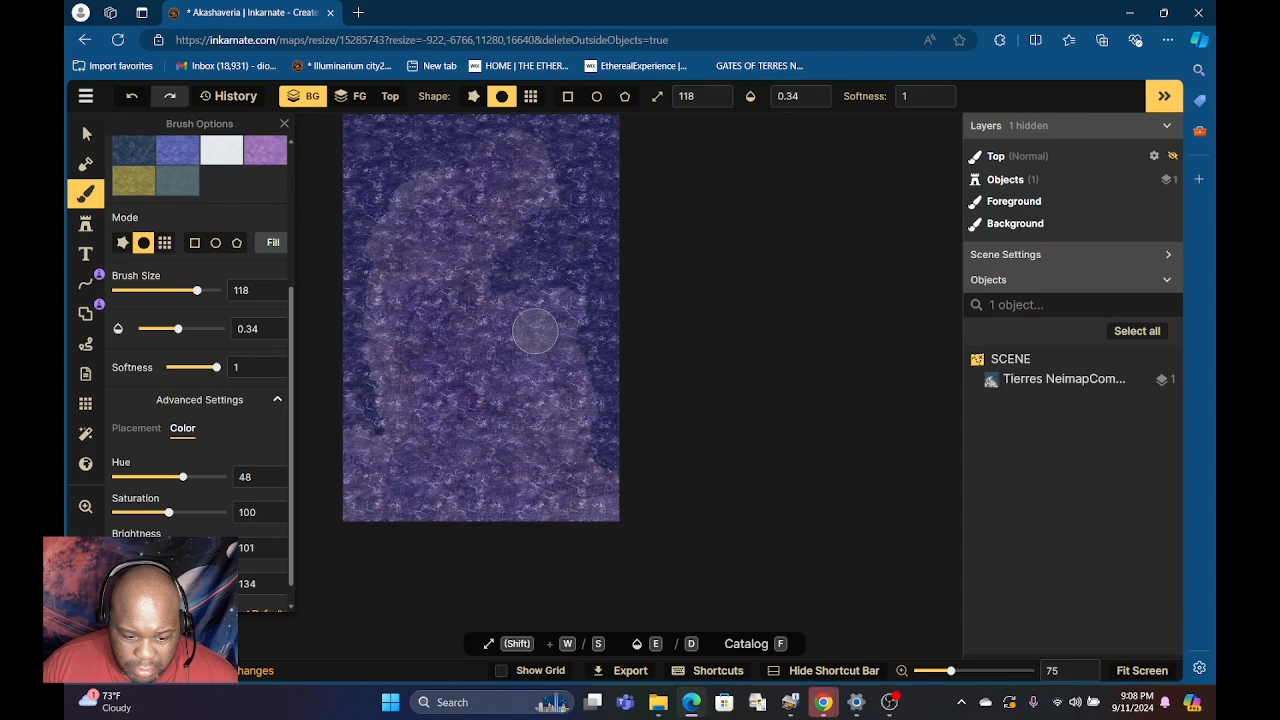 * Akashaveria | Inkarnate - Create
https://inkarnate.com/maps/resize/15285743?resize=-922,-6766,11280,16640&deleteOutsideObjects=true
Import favorites
Inbox (18,931) - dio...
* Illuminarium city2...
New tab
WIX HOME | THE ETHER...
WIX EtherealExperience |...
GATES OF TERRES N...
History
BG
FG
Top
Shape:
118
0.34
Softness:
1
Brush Options
Mode
Fill
Brush Size
118
0.34
Softness
1
Advanced Settings
Placement
Color
Hue
48
Saturation
100
Brightness
101
134
hanges
Layers 1 hidden
Top (Normal)
Objects (1)
1
Foreground
Background
Scene Settings
Objects
1 object...
Select all
SCENE
Tierres NeimapCom...
1
(Shift) + W / S
E / D
Catalog F
Show Grid
Export
Shortcuts
Hide Shortcut Bar
75
Fit Screen
1
73°F
Cloudy
Search
9:08 PM
9/11/2024